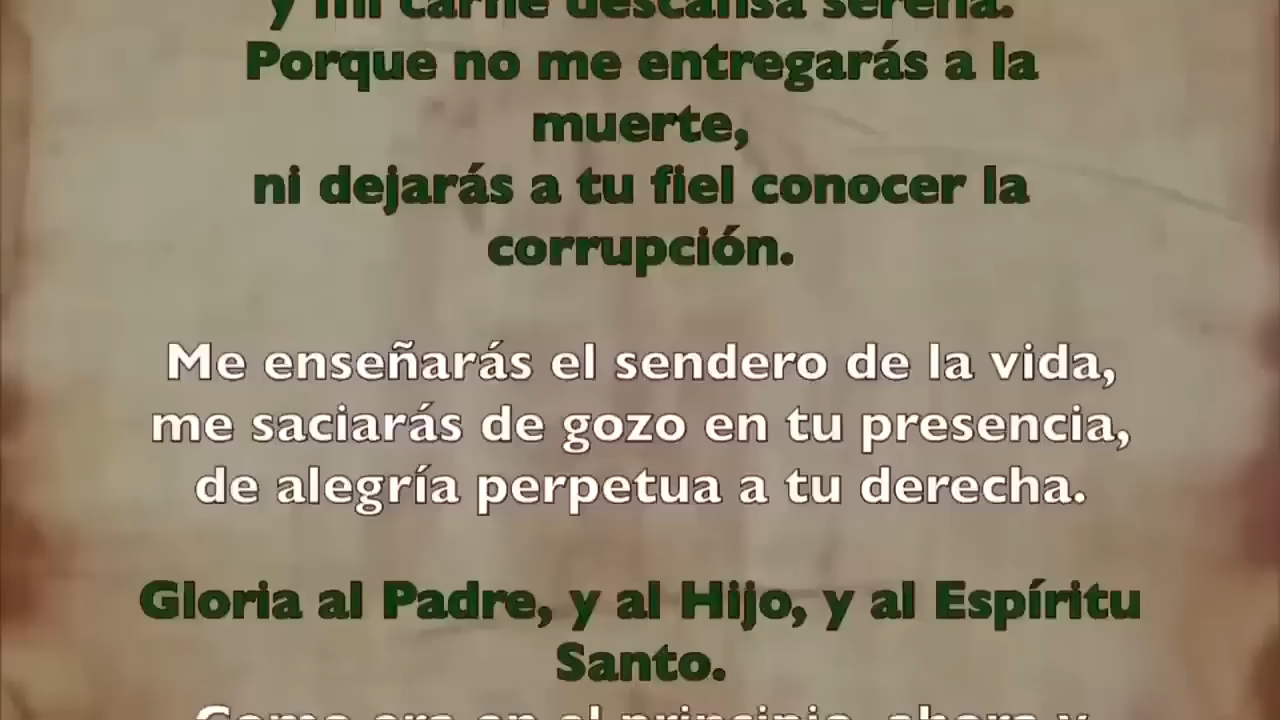 y mi carne descansa serena.
Porque no me entregarás a la
muerte,
ni dejarás a tu fiel conocer la
corrupción.
Me enseñarás el sendero de la vida,
me saciarás de gozo en tu presencia,
de alegría perpetua a tu derecha.
Gloria al Padre, y al Hijo, y al Espíritu
Santo.
Como era en el principio, ahora y